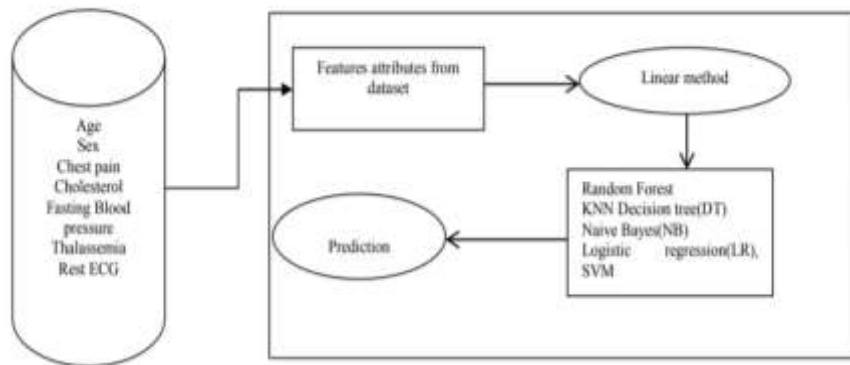 Age
Sex
Chest pain
Cholesterol
Fasting Blood
pressure
Thalassemia
Rest ECG
Features attributes from
dataset
Linear method
Random Forest
KNN Decision tree(DT)
Naive Bayes(NB)
Logistic regression(LR),
SVM
Prediction